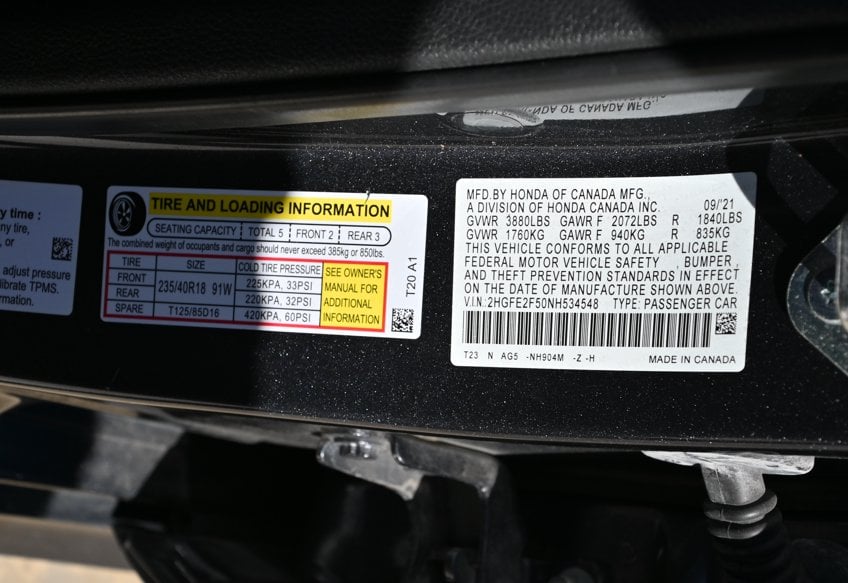 y time :
ny tire,
or
adjust pressure
librate TPMS.
rmation.
TIRE AND LOADING INFORMATION
SEATING CAPACITY TOTAL 5 FRONT 2 REAR 3
The combined weight of occupants and cargo should never exceed 385kg or 850lbs.
TIRE SIZE COLD TIRE PRESSURE SEE OWNER'S MANUAL FOR ADDITIONAL INFORMATION
FRONT 235/40R18 91W 225KPA, 33PSI
REAR 220KPA, 32PSI
SPARE T125/85D16 420KPA, 60PSI
T20 A1
MFD.BY HONDA OF CANADA MFG., 09/'21
A DIVISION OF HONDA CANADA INC.
GVWR 3880LBS GAWR F 2072LBS R 1840LBS
GVWR 1760KG GAWR F 940KG R 835KG
THIS VEHICLE CONFORMS TO ALL APPLICABLE
FEDERAL MOTOR VEHICLE SAFETY , BUMPER ,
AND THEFT PREVENTION STANDARDS IN EFFECT
ON THE DATE OF MANUFACTURE SHOWN ABOVE.
V.I.N.:2HGFE2F50NH534548 TYPE: PASSENGER CAR
T23 N AG5 -NH904M -Z -H
MADE IN CANADA